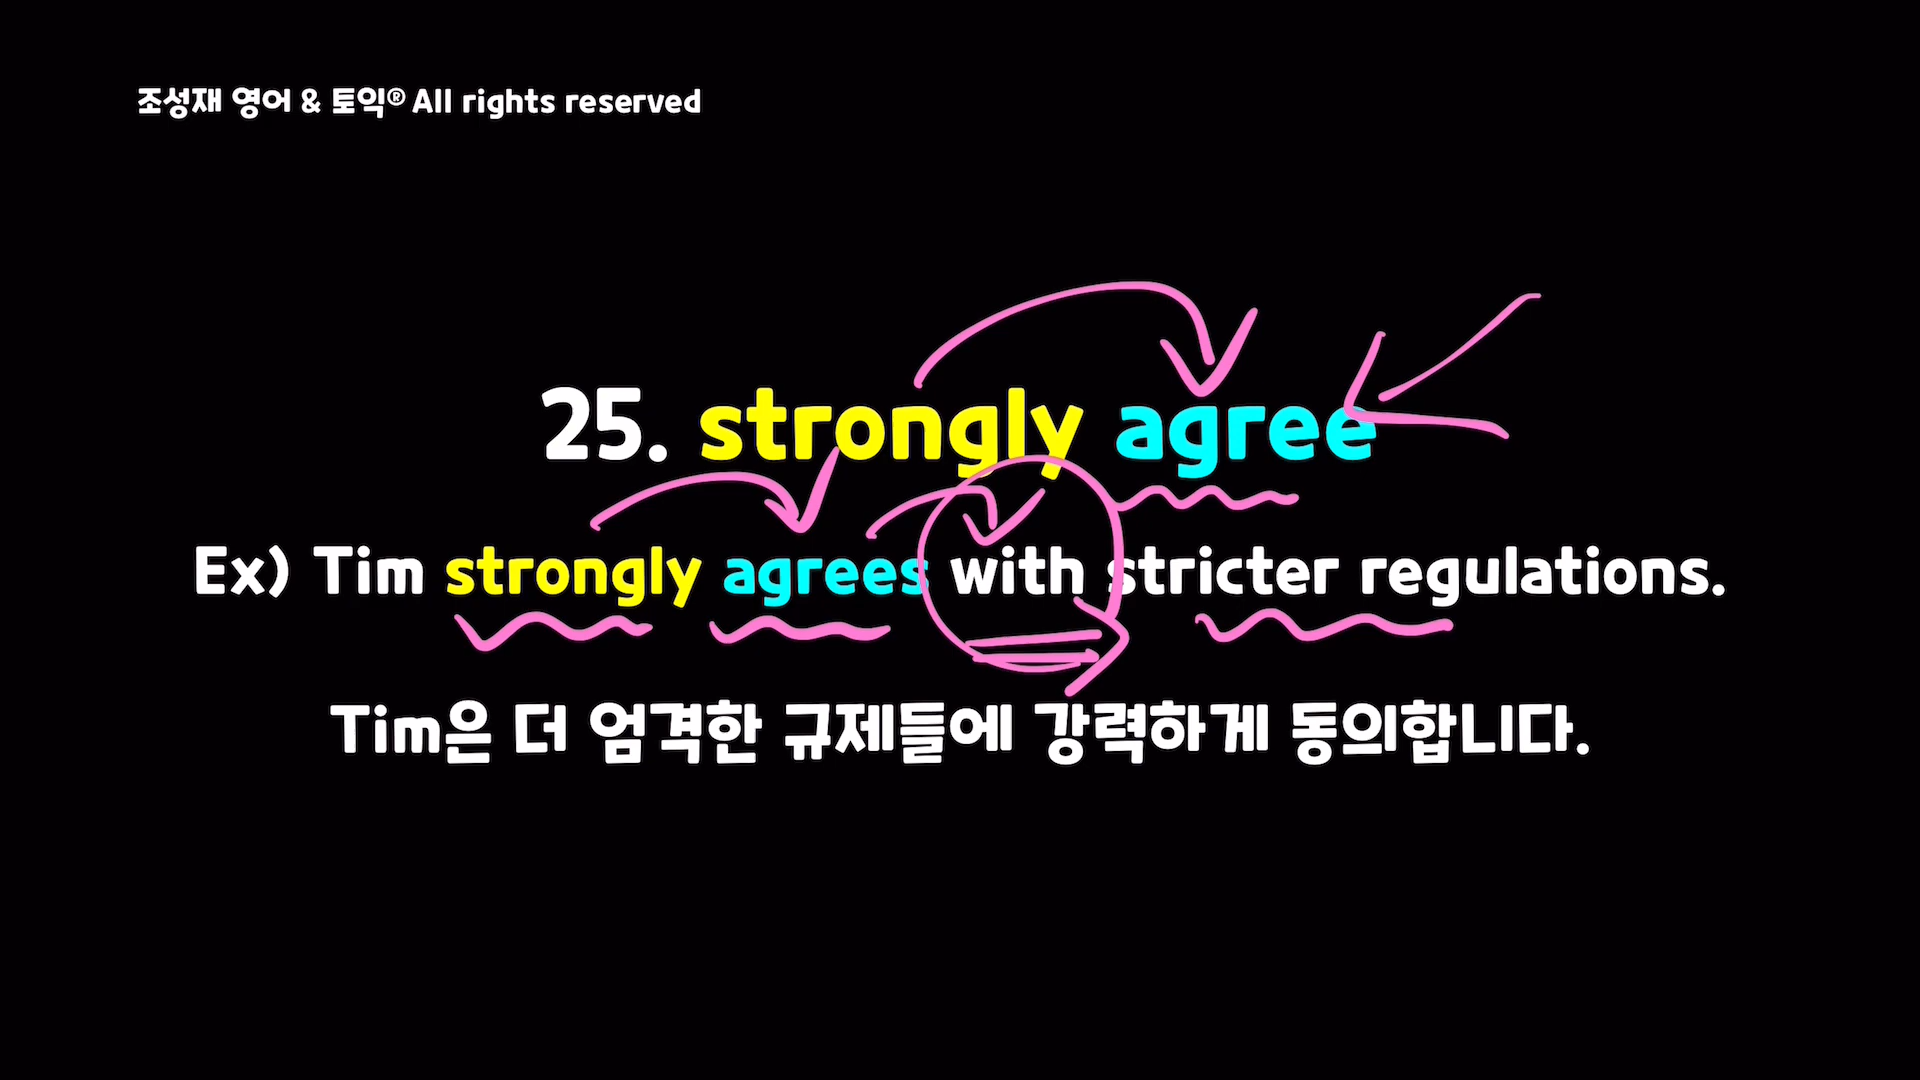 조성재 영어 & 토익® All rights reserved
25. strongly agree
Ex) Tim strongly agrees with stricter regulations.
Tim은 더 엄격한 규제들에 강력하게 동의합니다.